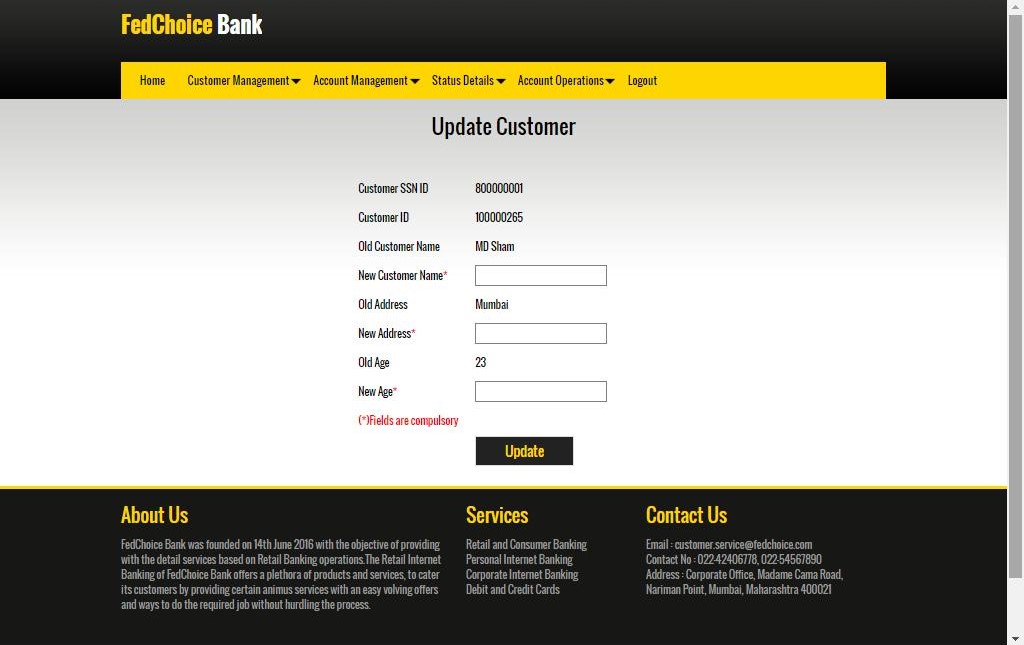 FedChoice Bank
Home Customer Management Account Management Status Details Account Operations Logout
Update Customer
Customer SSN ID 800000001
Customer ID 100000265
Old Customer Name MD Sham
New Customer Name*
Old Address Mumbai
New Address*
Old Age 23
New Age*
(*)Fields are compulsory
Update
About Us
FedChoice Bank was founded on 14th June 2016 with the objective of providing
with the detail services based on Retail Banking operations.The Retail Internet
Banking of FedChoice Bank offers a plethora of products and services, to cater
its customers by providing certain animus services with an easy volving offers
and ways to do the required job without hurdling the process.
Services
Retail and Consumer Banking
Personal Internet Banking
Corporate Internet Banking
Debit and Credit Cards
Contact Us
Email : customer.service@fedchoice.com
Contact No : 022-42406778, 022-54567890
Address : Corporate Office, Madame Cama Road,
Nariman Point, Mumbai, Maharashtra 400021